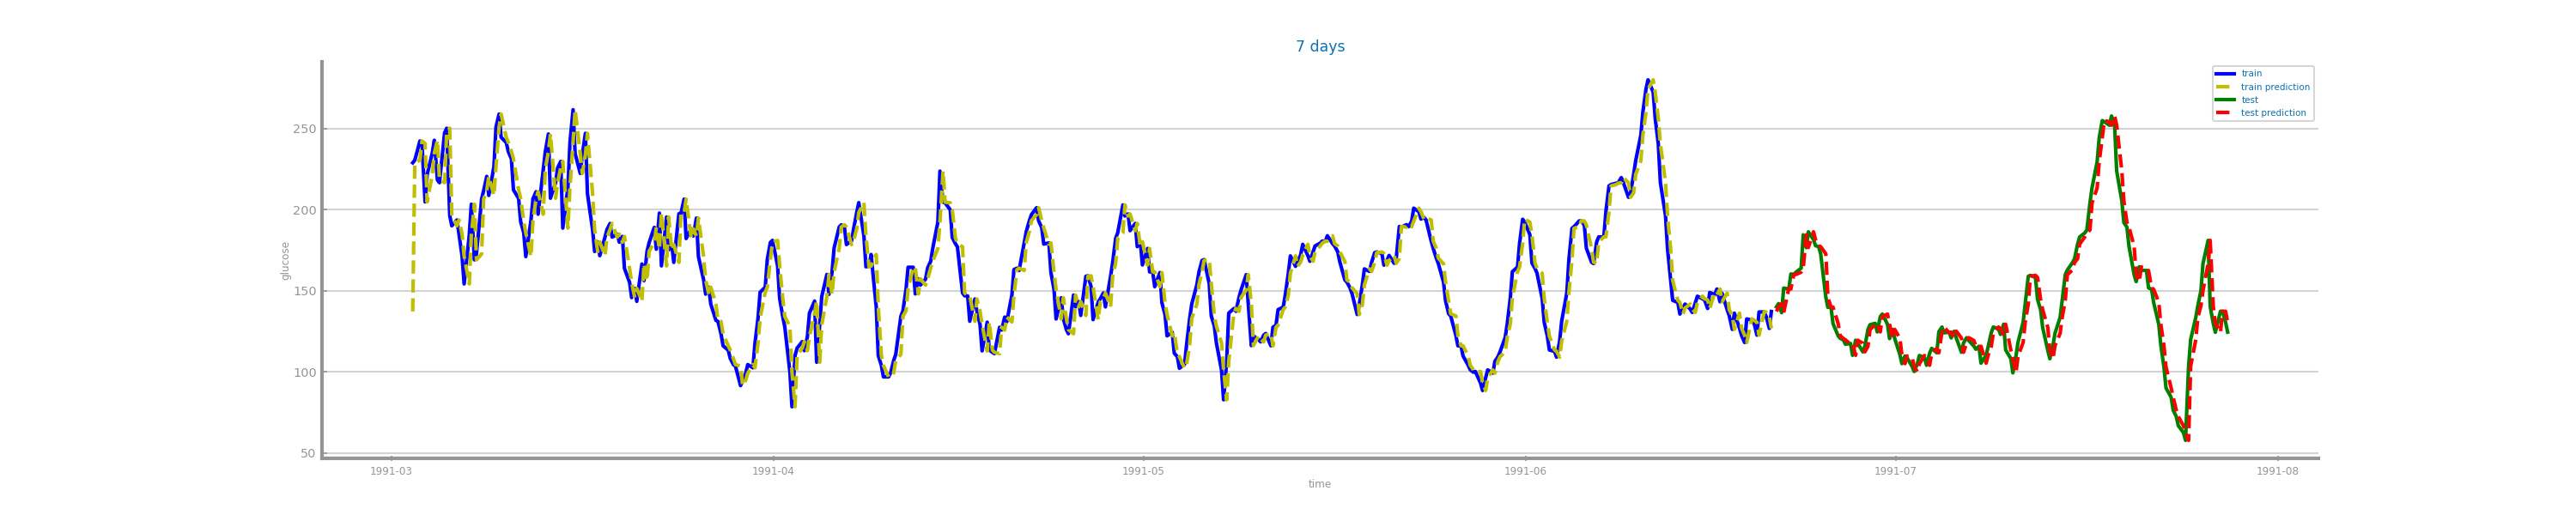 7 days
train
train prediction
test
test prediction
glucose
250
200
150
100
50
1991-03
1991-04
1991-05
1991-06
1991-07
1991-08
time